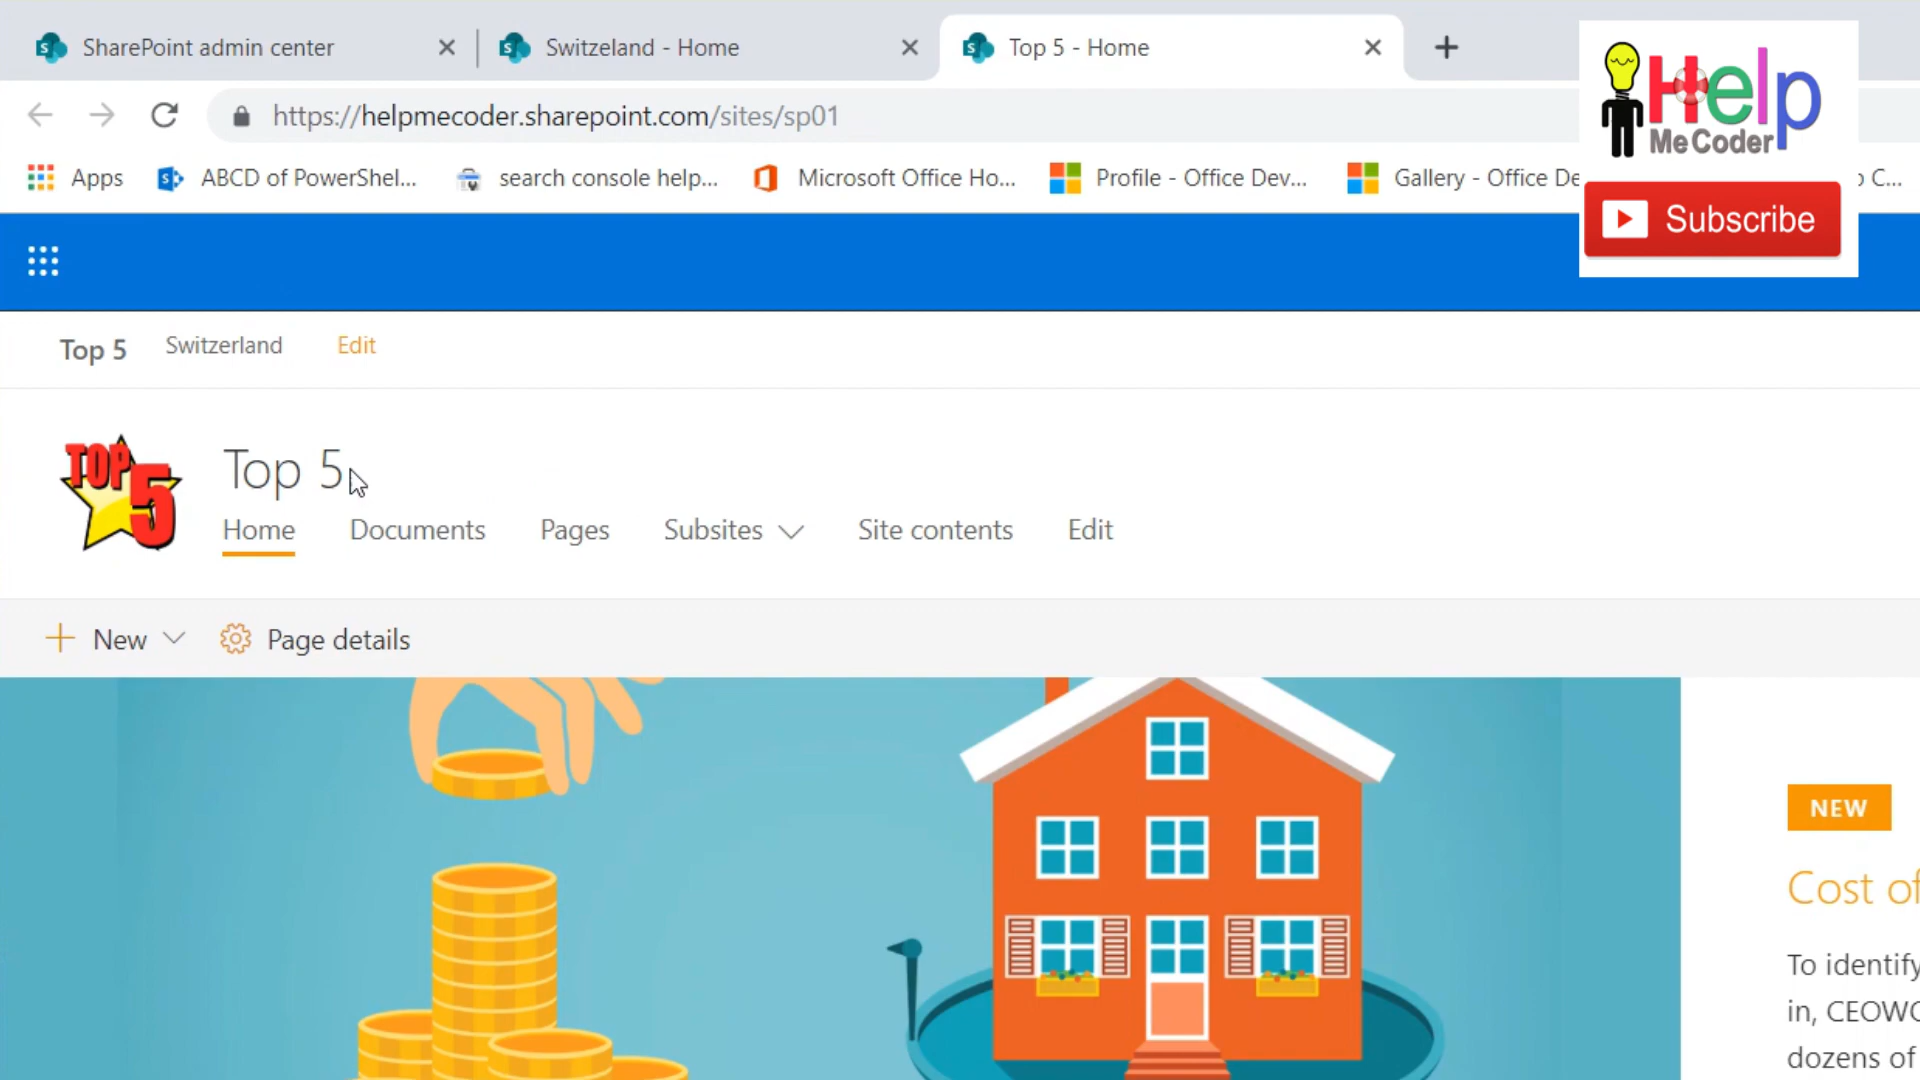 SharePoint admin center
Switzeland - Home
Top 5 - Home
https://helpmecoder.sharepoint.com/sites/sp01
Help
Me Coder
Apps
ABCD of PowerShel...
search console help...
Microsoft Office Ho...
Profile - Office Dev...
Gallery - Office De
C...
Subscribe
Top 5
Switzerland
Edit
TOP
5
Top 5
Home
Documents
Pages
Subsites
Site contents
Edit
New
Page details
NEW
Cost of
To identify
in, CEOWO
dozens of